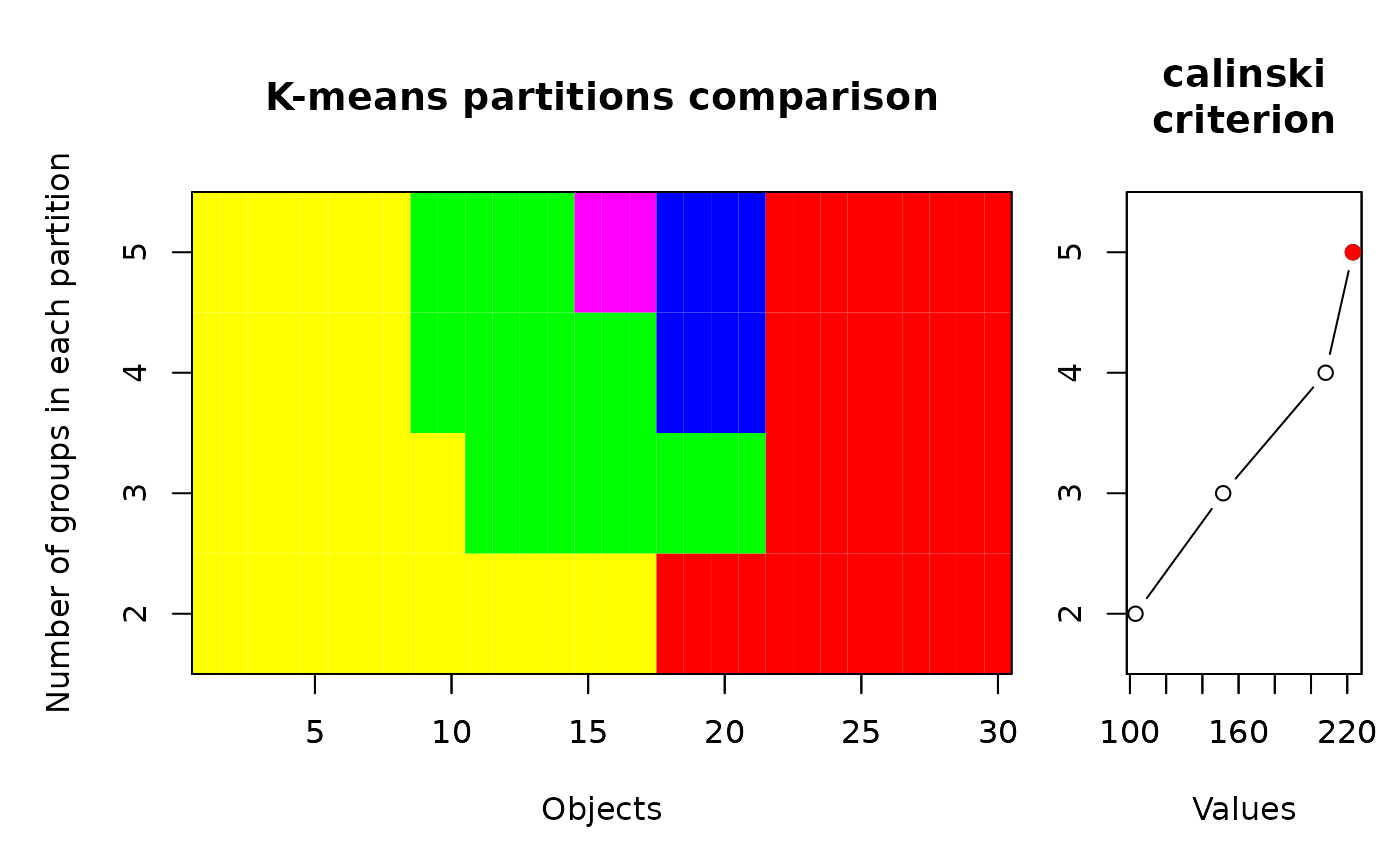 K-means partitions comparison
Number of groups in each partition
5
4
3
2
5
10
15
20
25
30
Objects
calinski
criterion
5
4
3
2
100
160
220
Values